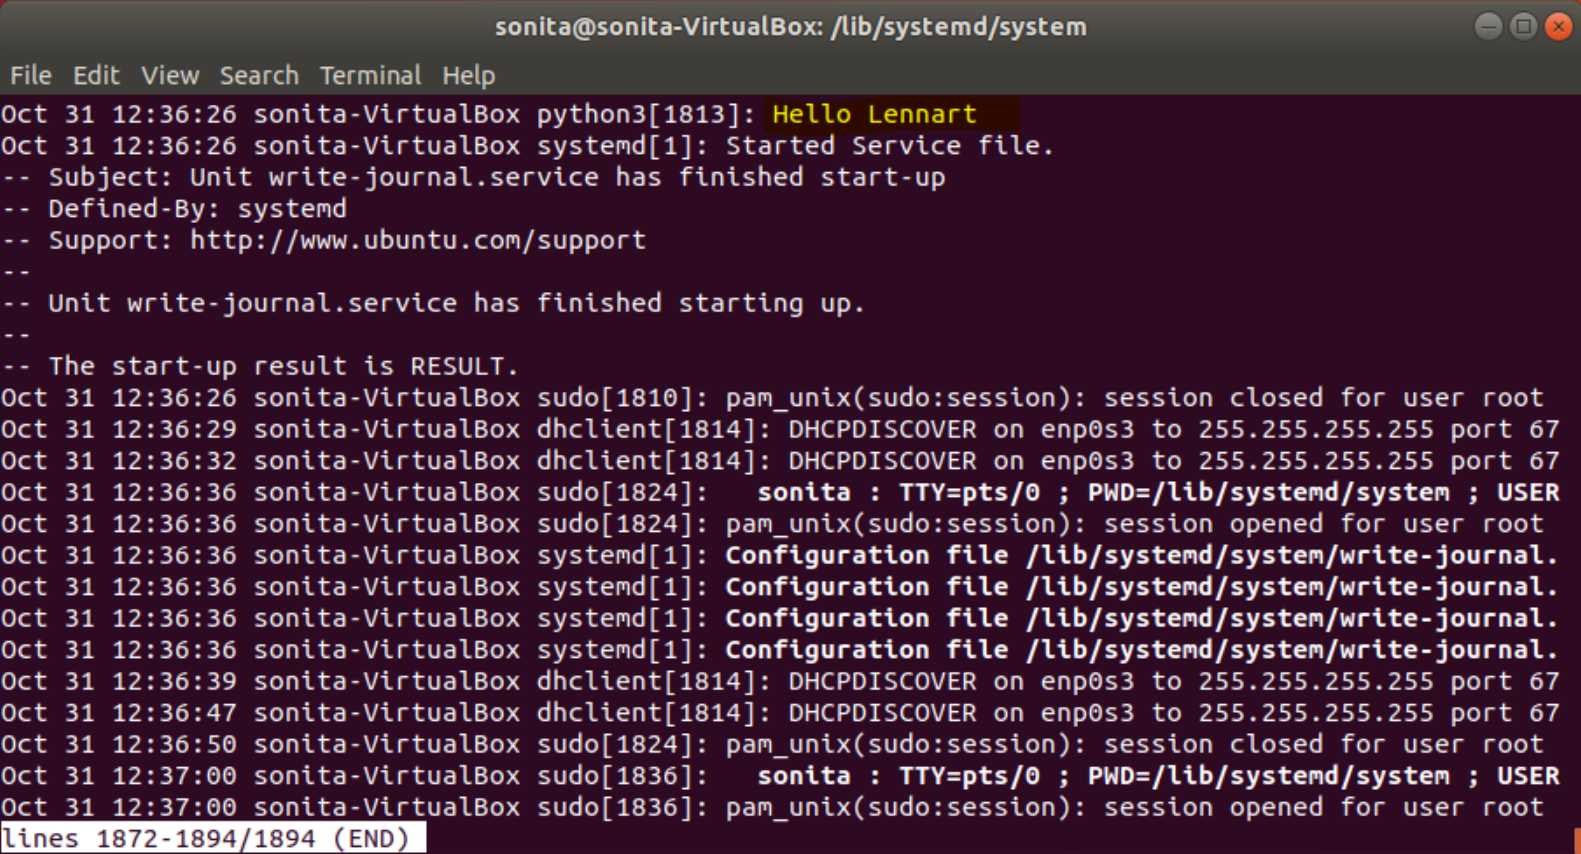 sonita@sonita-VirtualBox: /lib/systemd/system
File Edit View Search Terminal Help
Oct 31 12:36:26 sonita-VirtualBox python3[1813]: Hello Lennart
Oct 31 12:36:26 sonita-VirtualBox systemd[1]: Started Service file.
-- Subject: Unit write-journal.service has finished start-up
-- Defined-By: systemd
-- Support: http://www.ubuntu.com/support
--
-- Unit write-journal.service has finished starting up.
--
-- The start-up result is RESULT.
Oct 31 12:36:26 sonita-VirtualBox sudo[1810]: pam_unix(sudo:session): session closed for user root
Oct 31 12:36:29 sonita-VirtualBox dhclient[1814]: DHCPDISCOVER on enp0s3 to 255.255.255.255 port 67
Oct 31 12:36:32 sonita-VirtualBox dhclient[1814]: DHCPDISCOVER on enp0s3 to 255.255.255.255 port 67
Oct 31 12:36:36 sonita-VirtualBox sudo[1824]:   sonita : TTY=pts/0 ; PWD=/lib/systemd/system ; USER
Oct 31 12:36:36 sonita-VirtualBox sudo[1824]: pam_unix(sudo:session): session opened for user root
Oct 31 12:36:36 sonita-VirtualBox systemd[1]: Configuration file /lib/systemd/system/write-journal.
Oct 31 12:36:36 sonita-VirtualBox systemd[1]: Configuration file /lib/systemd/system/write-journal.
Oct 31 12:36:36 sonita-VirtualBox systemd[1]: Configuration file /lib/systemd/system/write-journal.
Oct 31 12:36:36 sonita-VirtualBox systemd[1]: Configuration file /lib/systemd/system/write-journal.
Oct 31 12:36:39 sonita-VirtualBox dhclient[1814]: DHCPDISCOVER on enp0s3 to 255.255.255.255 port 67
Oct 31 12:36:47 sonita-VirtualBox dhclient[1814]: DHCPDISCOVER on enp0s3 to 255.255.255.255 port 67
Oct 31 12:36:50 sonita-VirtualBox sudo[1824]: pam_unix(sudo:session): session closed for user root
Oct 31 12:37:00 sonita-VirtualBox sudo[1836]:   sonita : TTY=pts/0 ; PWD=/lib/systemd/system ; USER
Oct 31 12:37:00 sonita-VirtualBox sudo[1836]: pam_unix(sudo:session): session opened for user root
lines 1872-1894/1894 (END)